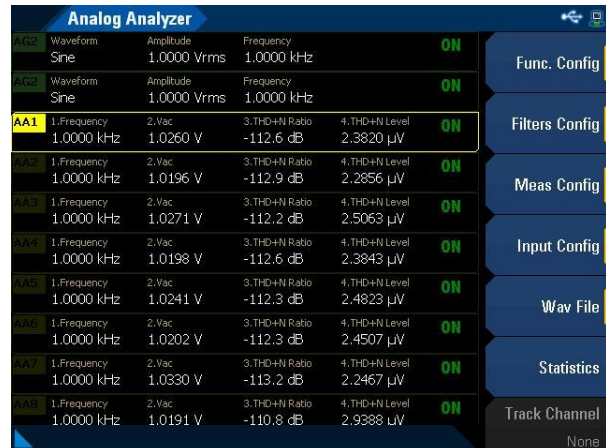 Analog Analyzer
AG2 Waveform Amplitude Frequency ON
Sine 1.0000 Vrms 1.0000 kHz
AG2 Waveform Amplitude Frequency ON
Sine 1.0000 Vrms 1.0000 kHz
AA1 1.Frequency 2.Vac 3.THD+N Ratio 4.THD+N Level ON
1.0000 kHz 1.0260 V -112.6 dB 2.3820 µV
AA2 1.Frequency 2.Vac 3.THD+N Ratio 4.THD+N Level ON
1.0000 kHz 1.0196 V -112.9 dB 2.2856 µV
AA3 1.Frequency 2.Vac 3.THD+N Ratio 4.THD+N Level ON
1.0000 kHz 1.0271 V -112.2 dB 2.5063 µV
AA4 1.Frequency 2.Vac 3.THD+N Ratio 4.THD+N Level ON
1.0000 kHz 1.0198 V -112.6 dB 2.3843 µV
AA5 1.Frequency 2.Vac 3.THD+N Ratio 4.THD+N Level ON
1.0000 kHz 1.0241 V -112.3 dB 2.4823 µV
AA6 1.Frequency 2.Vac 3.THD+N Ratio 4.THD+N Level ON
1.0000 kHz 1.0202 V -112.3 dB 2.4507 µV
AA7 1.Frequency 2.Vac 3.THD+N Ratio 4.THD+N Level ON
1.0000 kHz 1.0330 V -113.2 dB 2.2467 µV
AA8 1.Frequency 2.Vac 3.THD+N Ratio 4.THD+N Level ON
1.0000 kHz 1.0191 V -110.8 dB 2.9388 µV
Func. Config
Filters Config
Meas Config
Input Config
Wav File
Statistics
Track Channel
None